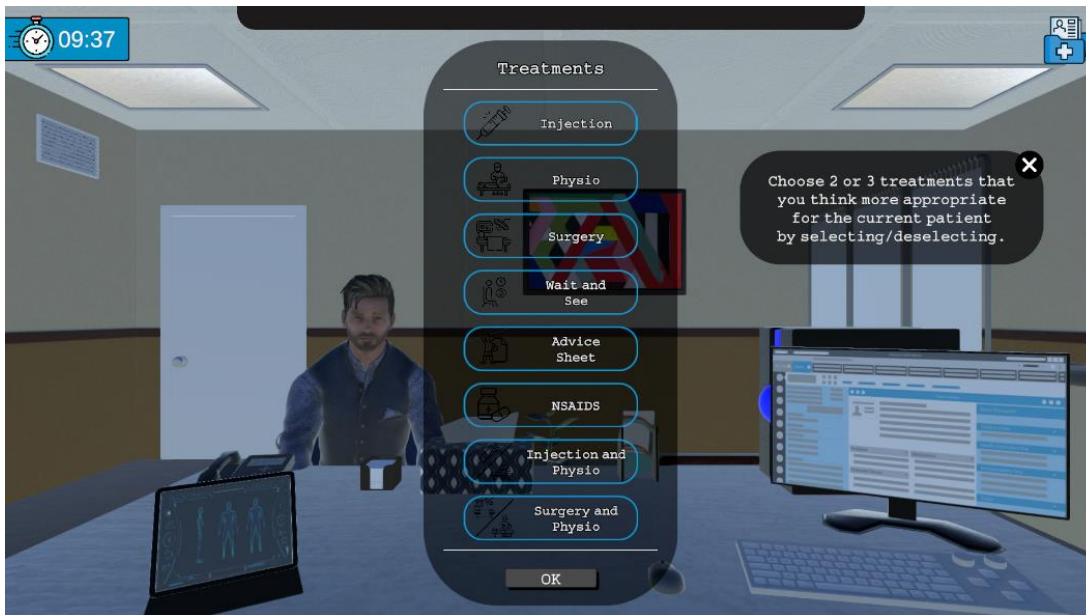 09:37
Treatments
Injection
Physio
Surgery
Wait and
See
Advice
Sheet
NSAIDS
Injection and
Physio
Surgery and
Physio
OK
Choose 2 or 3 treatments that
you think more appropriate
for the current patient
by selecting/deselecting.